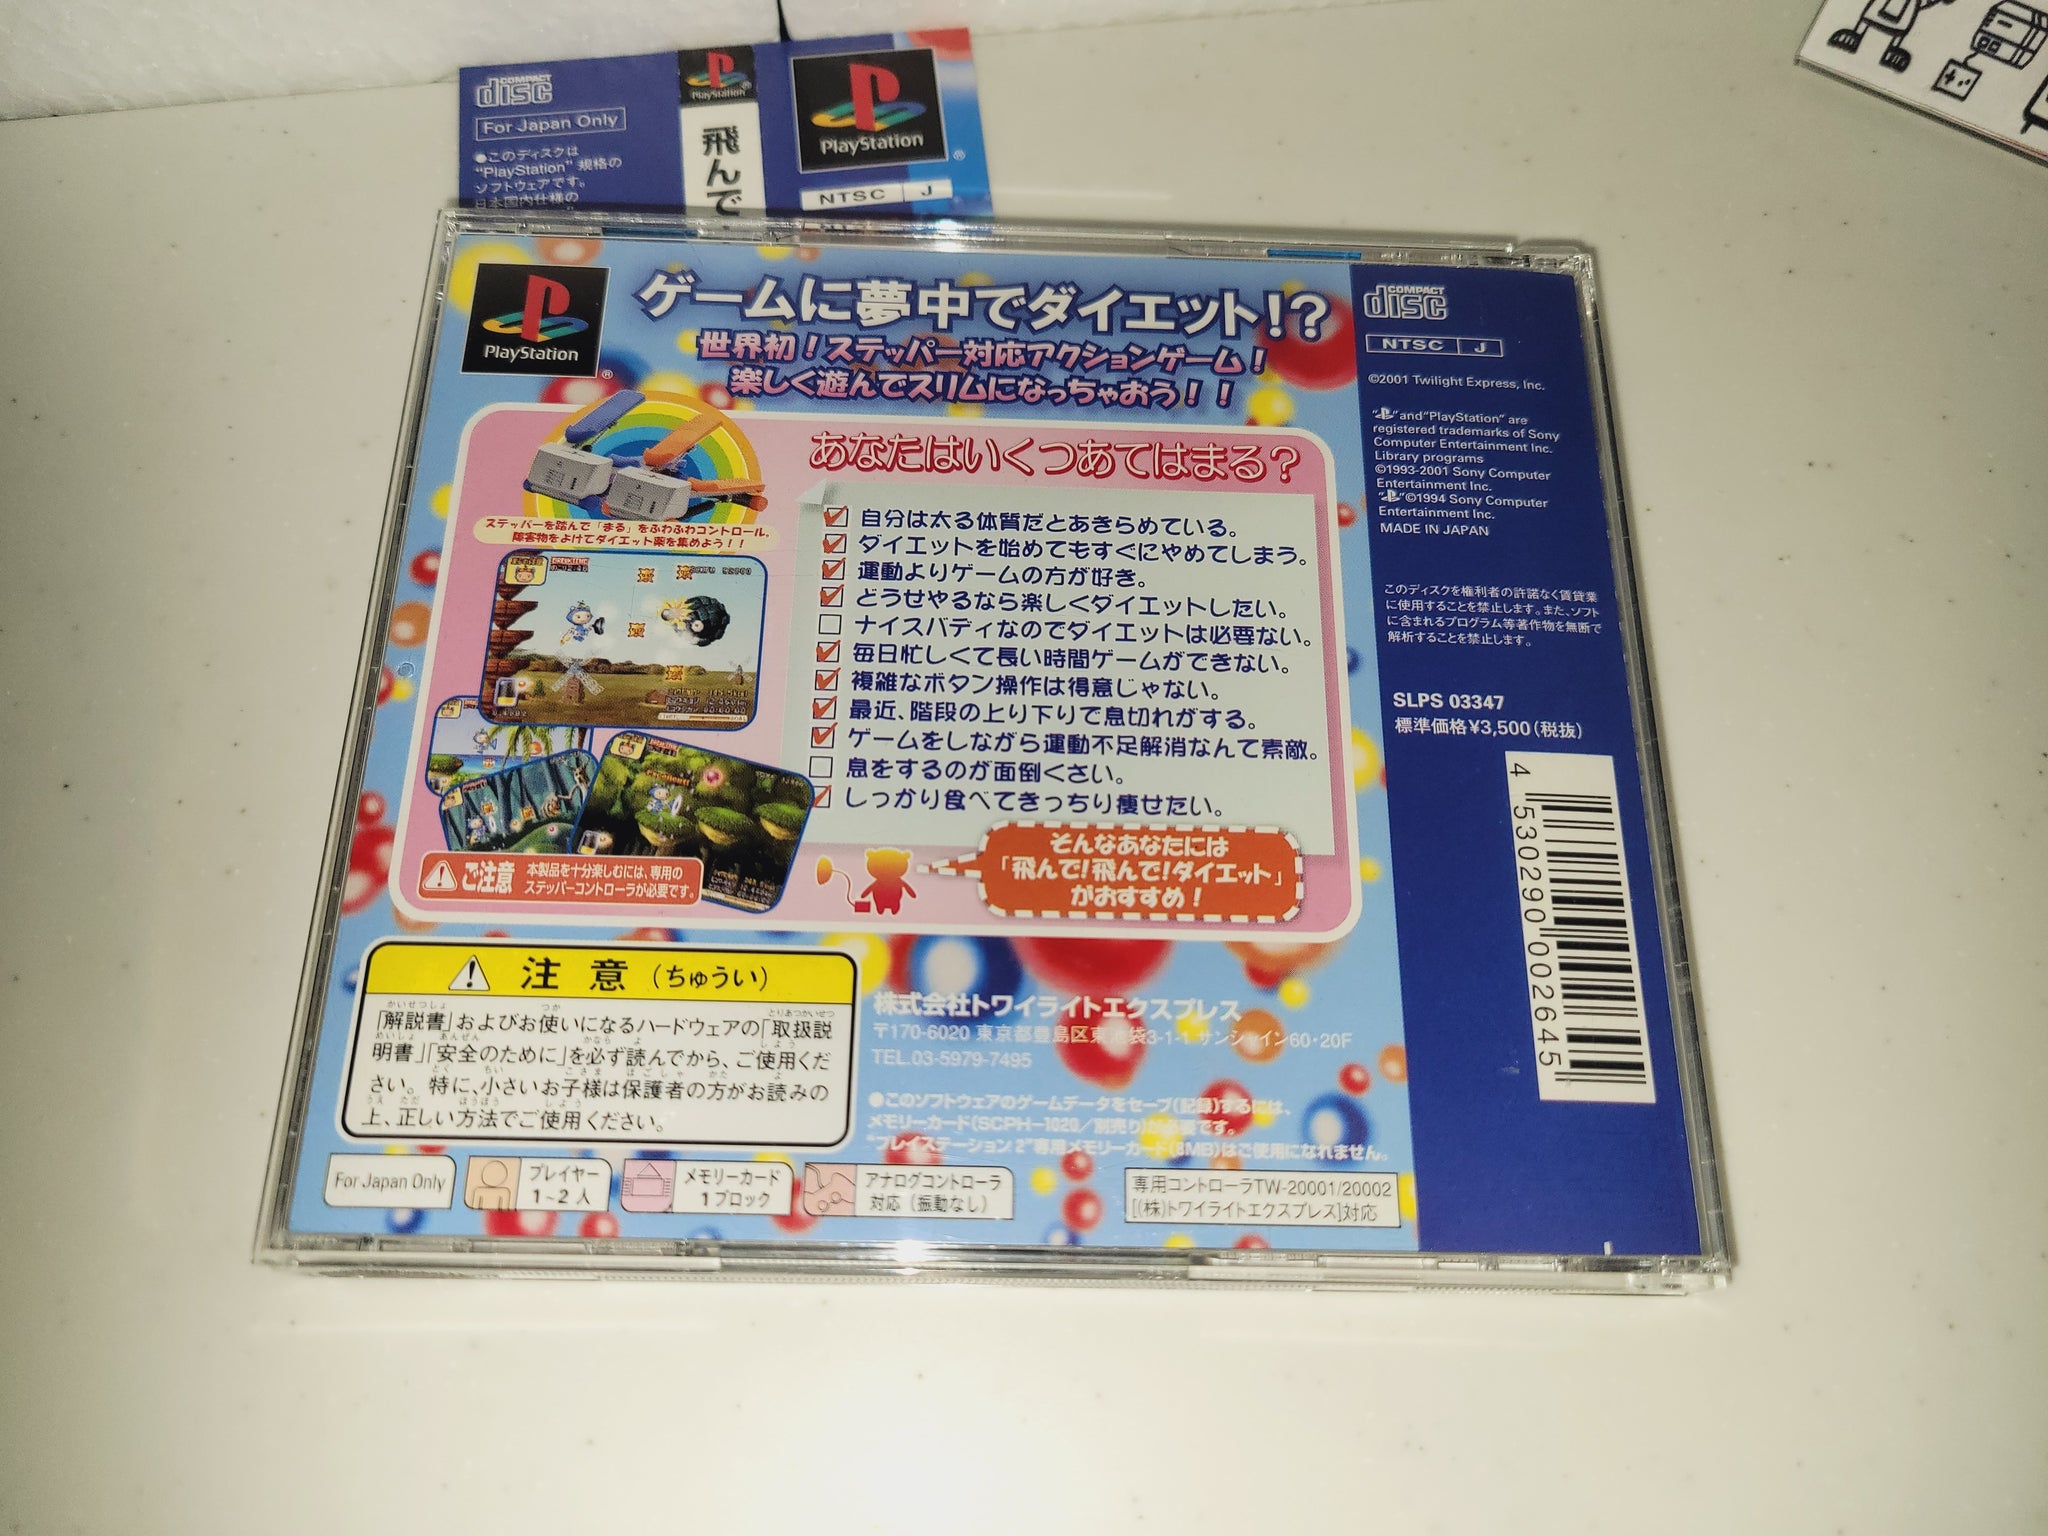 COMPACT
disc
For Japan Only
●このディスクは
"PlayStation" 規格の
ソフトウェアです。
日本国内仕様の
PlayStation
飛んで
PlayStation
NTSC J
PlayStation
ゲームに夢中でダイエット!?
世界初!ステッパー対応アクションゲーム!
楽しく遊んでスリムになっちゃおう!!
ステッパーを踏んで「まる」をふわふわコントロール。
障害物をよけてダイエット薬を集めよう!!
あなたはいくつあてはまる?
自分は太る体質だとあきらめている。
ダイエットを始めてもすぐにやめてしまう。
運動よりゲームの方が好き。
どうせやるなら楽しくダイエットしたい。
ナイスバディなのでダイエットは必要ない。
毎日忙しくて長い時間ゲームができない。
複雑なボタン操作は得意じゃない。
最近、階段の上り下りで息切れがする。
ゲームをしながら運動不足解消なんて素敵。
息をするのが面倒くさい。
しっかり食べてきっちり痩せたい。
そんなあなたには
「飛んで!飛んで!ダイエット」
がおすすめ!
ご注意 本製品を十分楽しむには、専用の
ステッパーコントローラが必要です。
注意(ちゅうい)
「解説書」およびお使いになるハードウェアの「取扱説
明書」「安全のために」を必ず読んでから、ご使用くだ
さい。特に、小さいお子様は保護者の方がお読みの
上、正しい方法でご使用ください。
株式会社トワイライトエクスプレス
〒170-6020 東京都豊島区東池袋3-1-1 サンシャイン60・20F
TEL.03-5979-7495
●このソフトウェアのゲームデータをセーブ(記録)するには、
メモリーカード(SCPH-1020/別売り)が必要です。
"プレイステーション 2"専用メモリーカード(8MB)はご使用になれません。
For Japan Only
プレイヤー
1~2人
メモリーカード
1ブロック
アナログコントローラ
対応(振動なし)
専用コントローラTW-20001/20002
[(株)トワイライトエクスプレス]対応
COMPACT
disc
NTSC J
©2001 Twilight Express, Inc.
" "and"PlayStation" are
registered trademarks of Sony
Computer Entertainment Inc.
Library programs
©1993-2001 Sony Computer
Entertainment Inc.
" "©1994 Sony Computer
Entertainment Inc.
MADE IN JAPAN
このディスクを権利者の許諾なく賃貸業
に使用することを禁止します。また、ソフト
に含まれるプログラム等著作物を無断で
解析することを禁止します。
SLPS 03347
標準価格¥3,500(税抜)
4 530290 002645